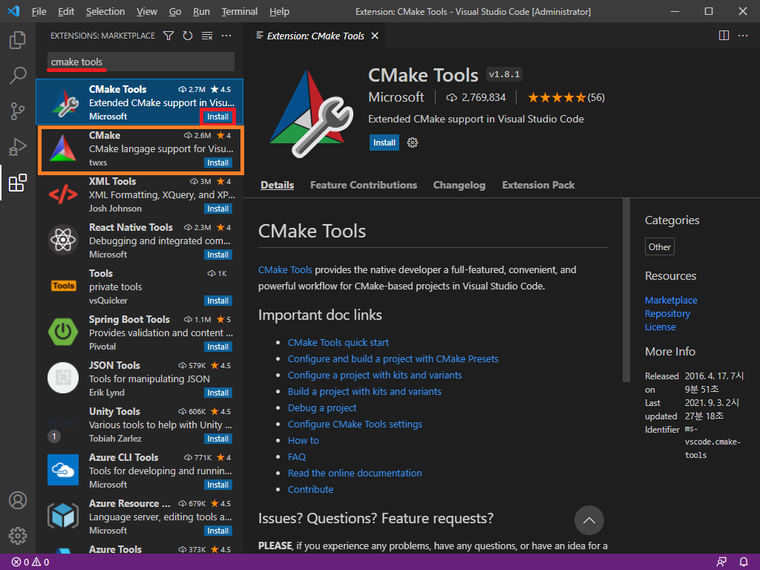 File Edit Selection View Go Run Terminal Help
Extension: CMake Tools - Visual Studio Code [Administrator]
EXTENSIONS: MARKETPLACE
cmake tools
CMake Tools 2.7M 4.5
Extended CMake support in Visu...
Microsoft Install
CMake 2.6M 4
CMake langage support for Visu...
twxs Install
XML Tools 3M 4
XML Formatting, XQuery, and XP...
Josh Johnson Install
React Native Tools 2.3M 4
Debugging and integrated com...
Microsoft Install
Tools 1K
Tools
private tools
vsQuicker Install
Spring Boot Tools 1.1M 5
Provides validation and content ...
Pivotal Install
JSON Tools 579K 4.5
Tools for manipulating JSON
Erik Lynd Install
Unity Tools 606K 4.5
Various tools to help with Unity ...
1
Tobiah Zarlez Install
Azure CLI Tools 771K 4
Tools for developing and runnin...
Microsoft Install
Azure Resource ... 679K 4.5
Language server, editing tools a...
Microsoft Install
Azure Tools 373K 4.5
Extension: CMake Tools
CMake Tools v1.8.1
Microsoft 2,769,834 (56)
Extended CMake support in Visual Studio Code
Install
Details Feature Contributions Changelog Extension Pack
CMake Tools
CMake Tools provides the native developer a full-featured, convenient, and
powerful workflow for CMake-based projects in Visual Studio Code.
Important doc links
CMake Tools quick start
Configure and build a project with CMake Presets
Configure a project with kits and variants
Build a project with kits and variants
Debug a project
Configure CMake Tools settings
How to
FAQ
Read the online documentation
Contribute
Issues? Questions? Feature requests?
PLEASE, if you experience any problems, have any questions, or have an idea for a
Categories
Other
Resources
Marketplace
Repository
License
More Info
Released 2016. 4. 17. 7시
on 9분 51초
Last 2021. 9. 3. 2시
updated 27분 18초
Identifier ms-
vscode.cmake-
tools
0 0